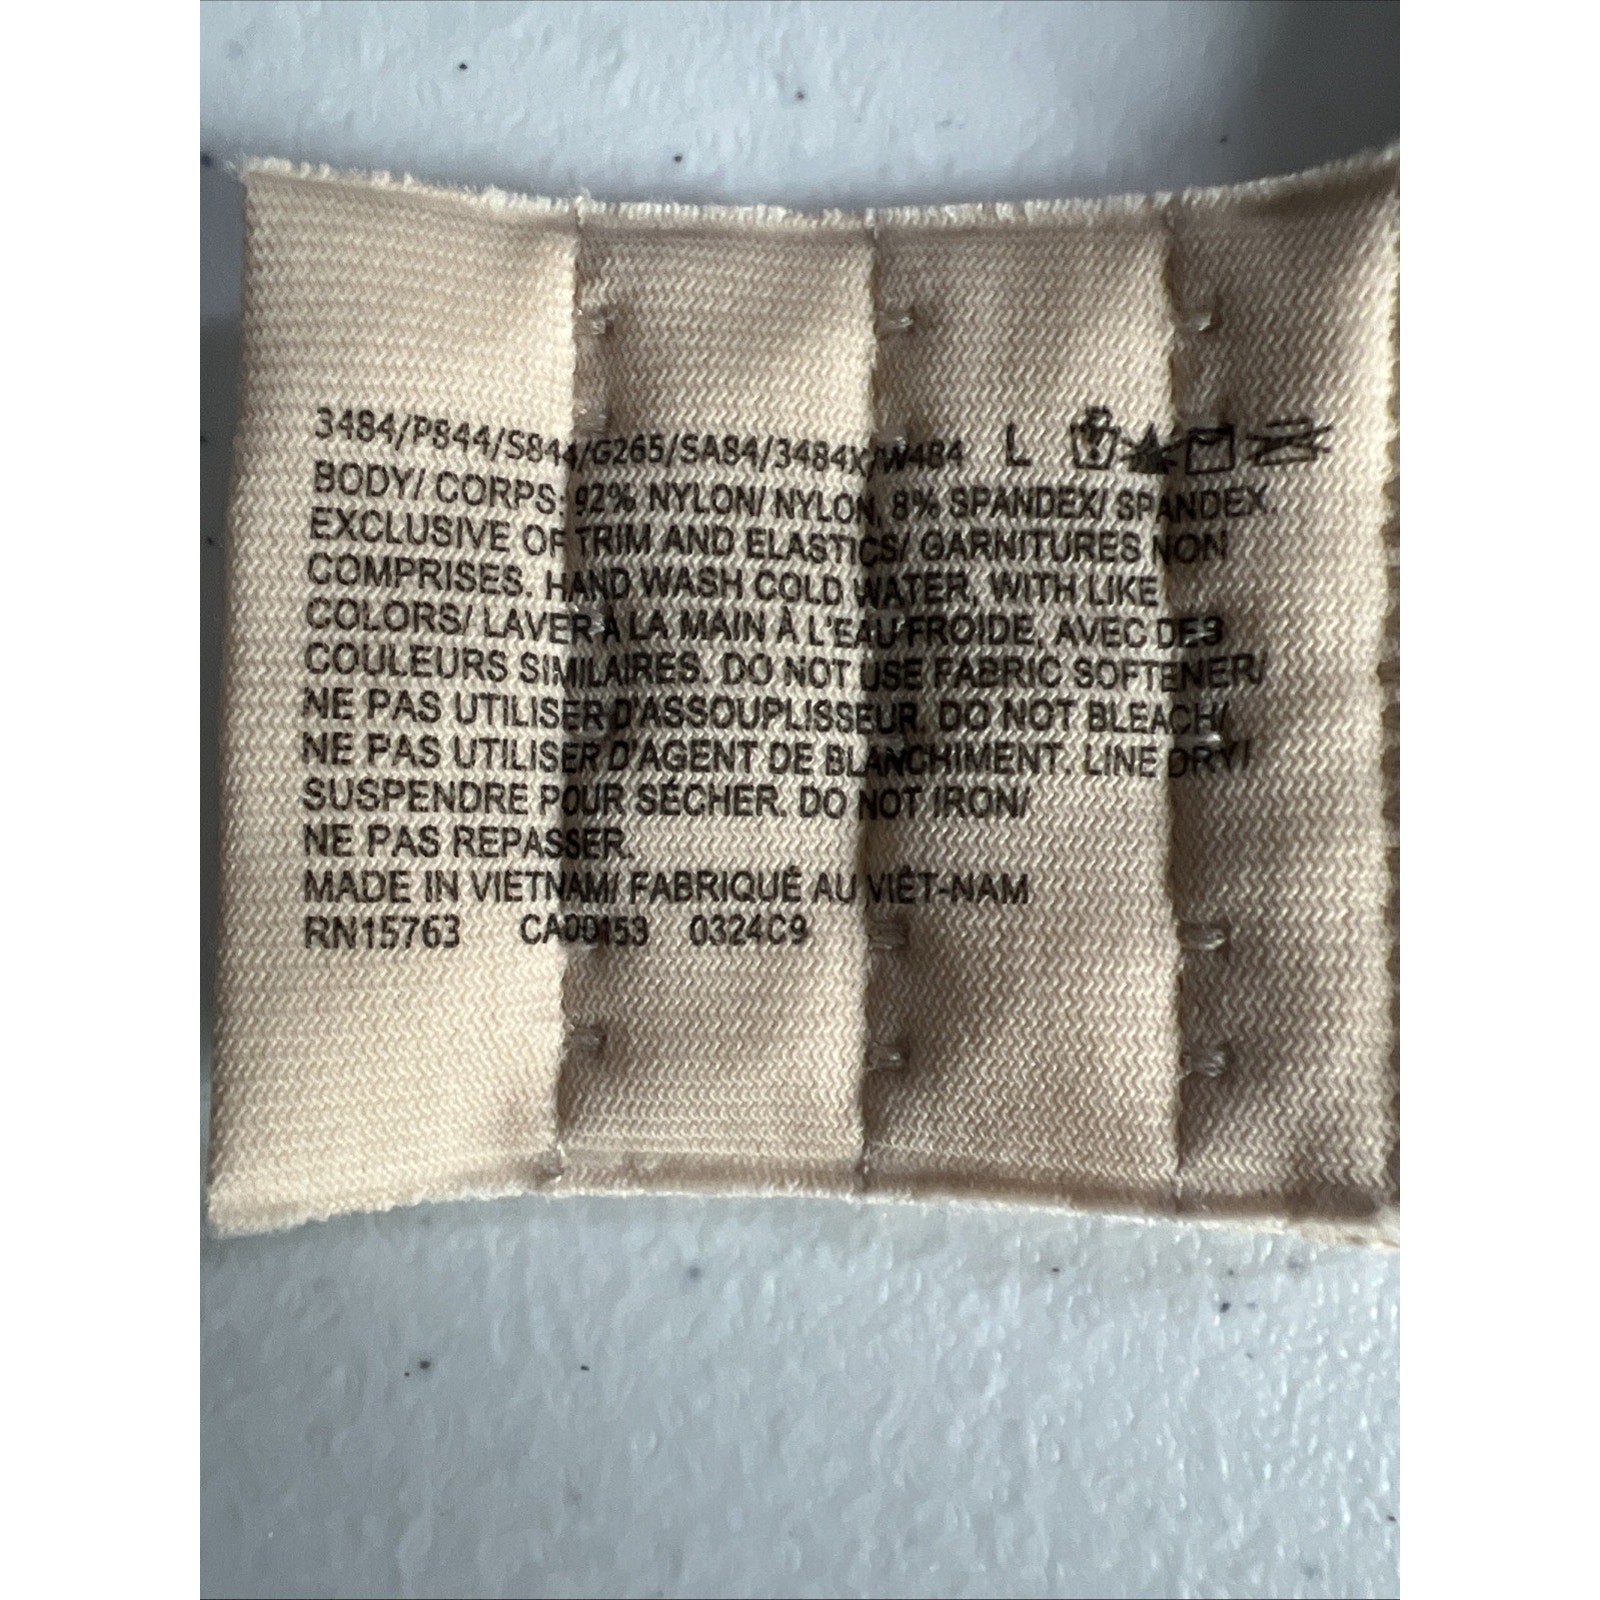 3484/P844/S844/G265/SA84/3484X/W484 L
BODY/ CORPS: 92% NYLON/ NYLON, 8% SPANDEX/ SPANDEX.
EXCLUSIVE OF TRIM AND ELASTICS/ GARNITURES NON
COMPRISES. HAND WASH COLD WATER, WITH LIKE
COLORS/ LAVER À LA MAIN À L'EAU FROIDE, AVEC DES
COULEURS SIMILAIRES. DO NOT USE FABRIC SOFTENER/
NE PAS UTILISER D'ASSOUPLISSEUR. DO NOT BLEACH/
NE PAS UTILISER D'AGENT DE BLANCHIMENT. LINE DRY/
SUSPENDRE POUR SÉCHER. DO NOT IRON/
NE PAS REPASSER.
MADE IN VIETNAM/ FABRIQUÉ AU VIÊT-NAM
RN15763 CA00153 0324C9